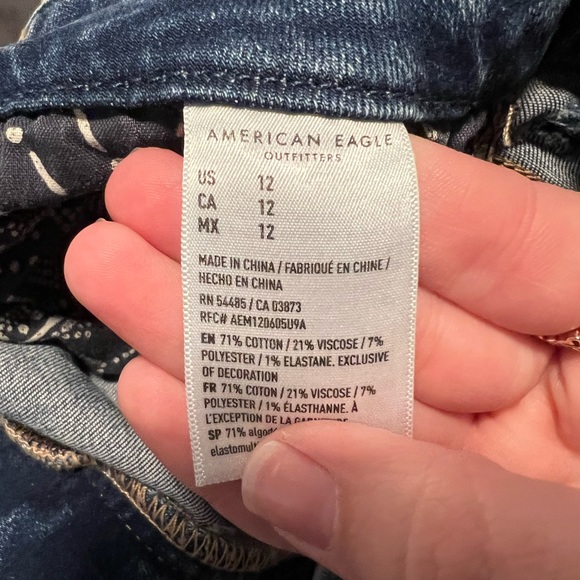 AMERICAN EAGLE
OUTFITTERS
US 12
CA 12
MX 12
MADE IN CHINA / FABRIQUÉ EN CHINE /
HECHO EN CHINA
RN 54485 / CA 03873
RFC# AEM120605U9A
EN 71% COTTON / 21% VISCOSE / 7%
POLYESTER / 1% ELASTANE. EXCLUSIVE
OF DECORATION
FR 71% COTON / 21% VISCOSE / 7%
POLYESTER / 1% ÉLASTHANNE. À
L'EXCEPTION DE LA
SP 71%